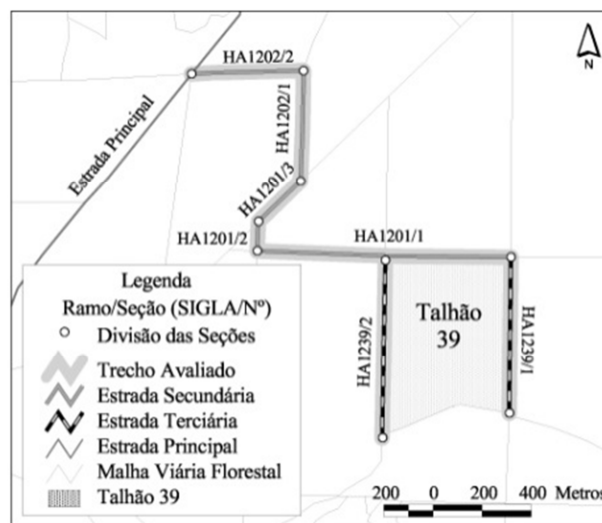 HA1202/2
N
HA1202/1
Estrada Principal
HA1201/3
HA1201/2
HA1201/1
Legenda
Ramo/Seção (SIGLA/Nº)
Divisão das Seções
Trecho Avaliado
Estrada Secundária
Estrada Terciária
Estrada Principal
Malha Viária Florestal
Talhão 39
HA1239/2
Talhão
39
HA1239/1
200 0 200 400 Metros